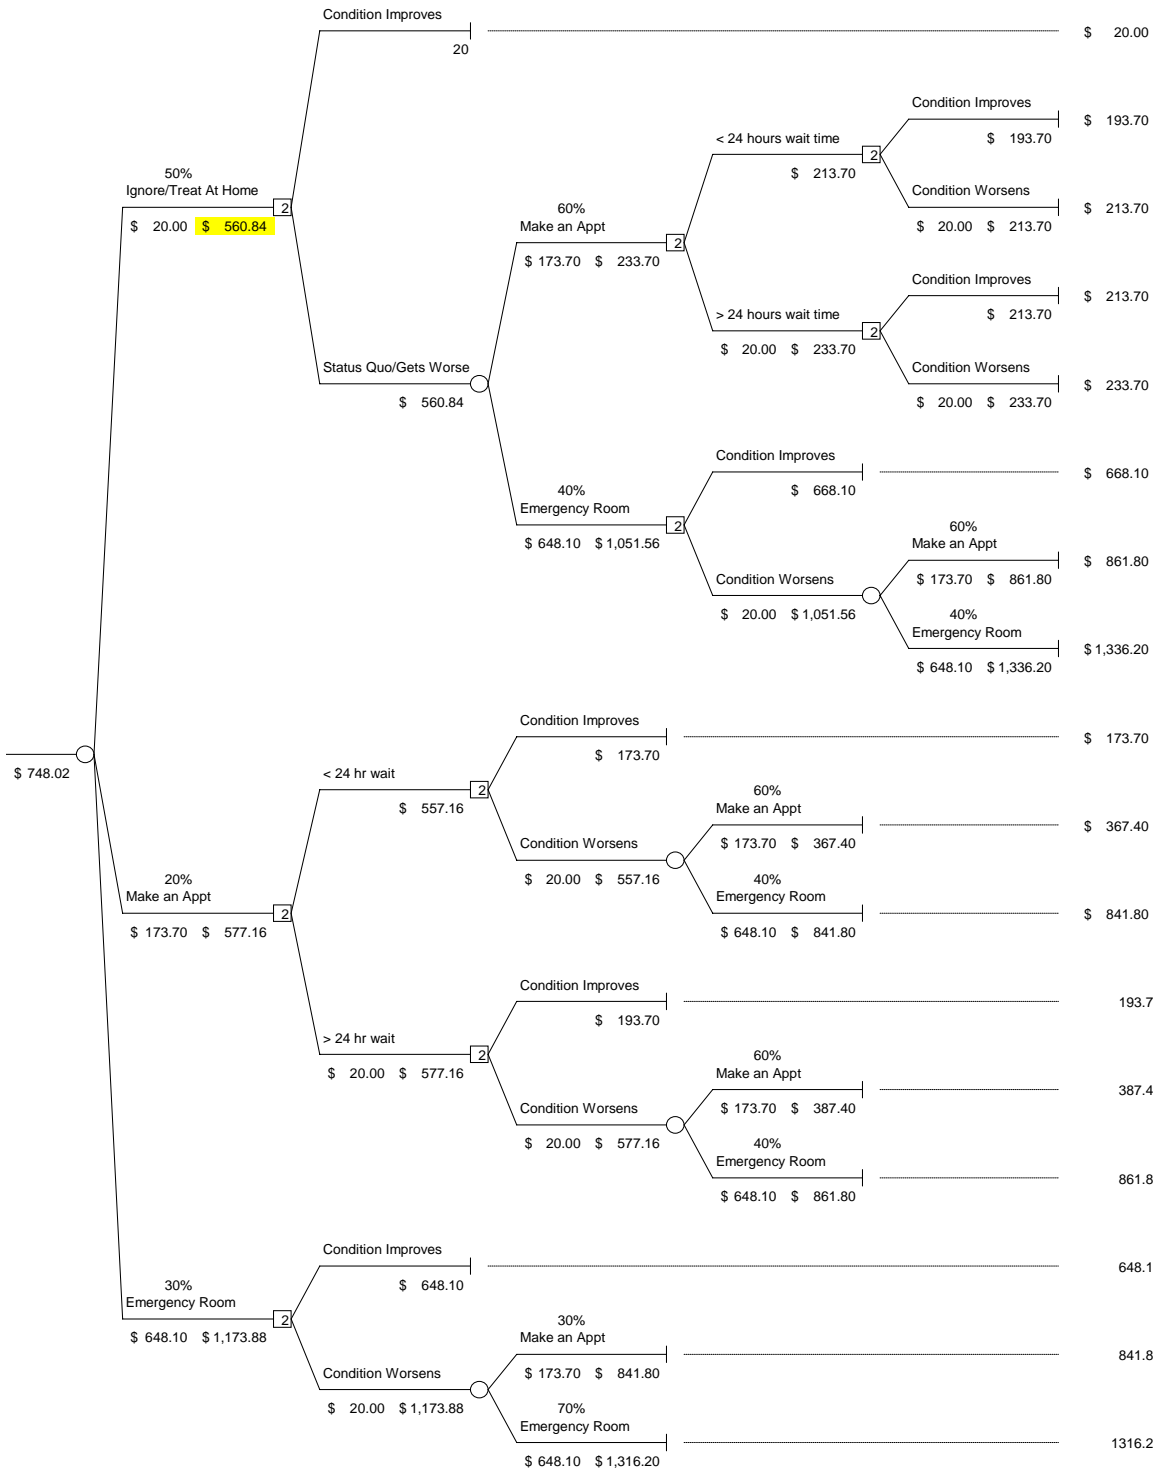 Condition Improves
20
$ 20.00
Condition Improves
$ 193.70
$ 193.70
< 24 hours wait time
2
$ 213.70
50%
Ignore/Treat At Home
2
$ 20.00 $ 560.84
Condition Worsens
$ 20.00 $ 213.70
$ 213.70
60%
Make an Appt
2
$ 173.70 $ 233.70
Condition Improves
$ 213.70
$ 213.70
> 24 hours wait time
2
$ 20.00 $ 233.70
Status Quo/Gets Worse
$ 560.84
Condition Worsens
$ 20.00 $ 233.70
$ 233.70
Condition Improves
$ 668.10
$ 668.10
40%
Emergency Room
2
$ 648.10 $ 1,051.56
60%
Make an Appt
$ 173.70 $ 861.80
$ 861.80
Condition Worsens
$ 20.00 $ 1,051.56
40%
Emergency Room
$ 648.10 $ 1,336.20
$ 1,336.20
$ 748.02
Condition Improves
$ 173.70
$ 173.70
< 24 hr wait
2
$ 557.16
60%
Make an Appt
$ 173.70 $ 367.40
$ 367.40
Condition Worsens
$ 20.00 $ 557.16
20%
Make an Appt
2
$ 173.70 $ 577.16
40%
Emergency Room
$ 648.10 $ 841.80
$ 841.80
Condition Improves
$ 193.70
193.7
> 24 hr wait
2
$ 20.00 $ 577.16
60%
Make an Appt
$ 173.70 $ 387.40
387.4
Condition Worsens
$ 20.00 $ 577.16
40%
Emergency Room
$ 648.10 $ 861.80
861.8
Condition Improves
$ 648.10
648.1
30%
Emergency Room
2
$ 648.10 $ 1,173.88
30%
Make an Appt
$ 173.70 $ 841.80
841.8
Condition Worsens
$ 20.00 $ 1,173.88
70%
Emergency Room
$ 648.10 $ 1,316.20
1316.2